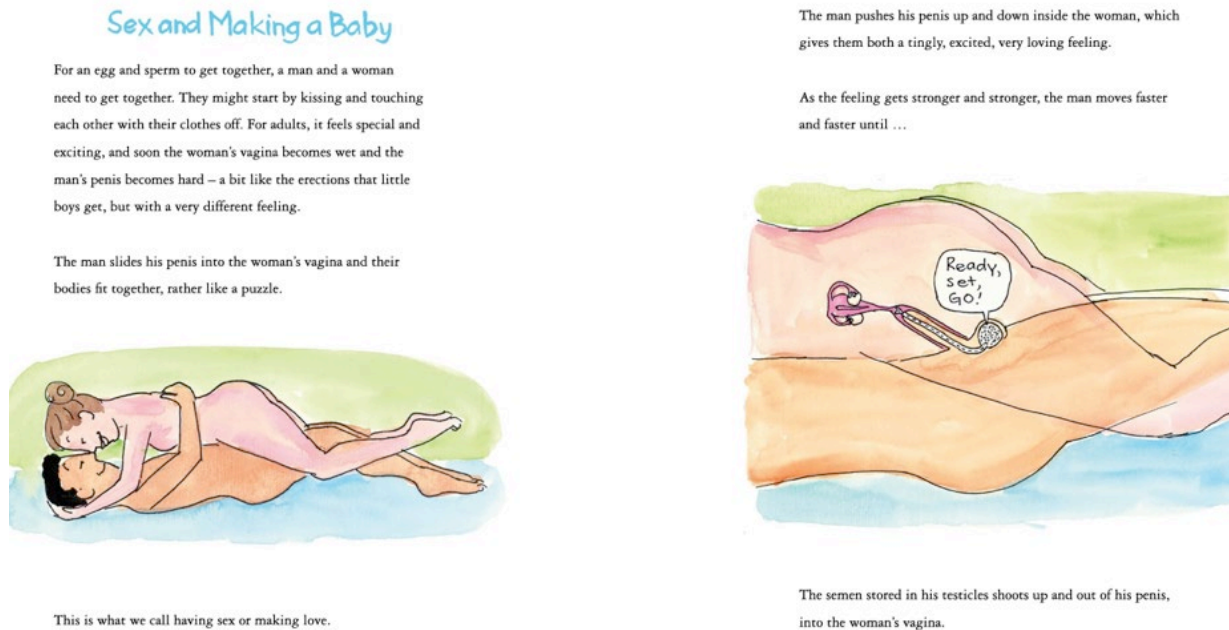 Sex and Making a Baby
For an egg and sperm to get together, a man and a woman
need to get together. They might start by kissing and touching
each other with their clothes off. For adults, it feels special and
exciting, and soon the woman's vagina becomes wet and the
man's penis becomes hard – a bit like the erections that little
boys get, but with a very different feeling.
The man slides his penis into the woman's vagina and their
bodies fit together, rather like a puzzle.
This is what we call having sex or making love.
The man pushes his penis up and down inside the woman, which
gives them both a tingly, excited, very loving feeling.
As the feeling gets stronger and stronger, the man moves faster
and faster until …
Ready,
set,
GO!
The semen stored in his testicles shoots up and out of his penis,
into the woman's vagina.